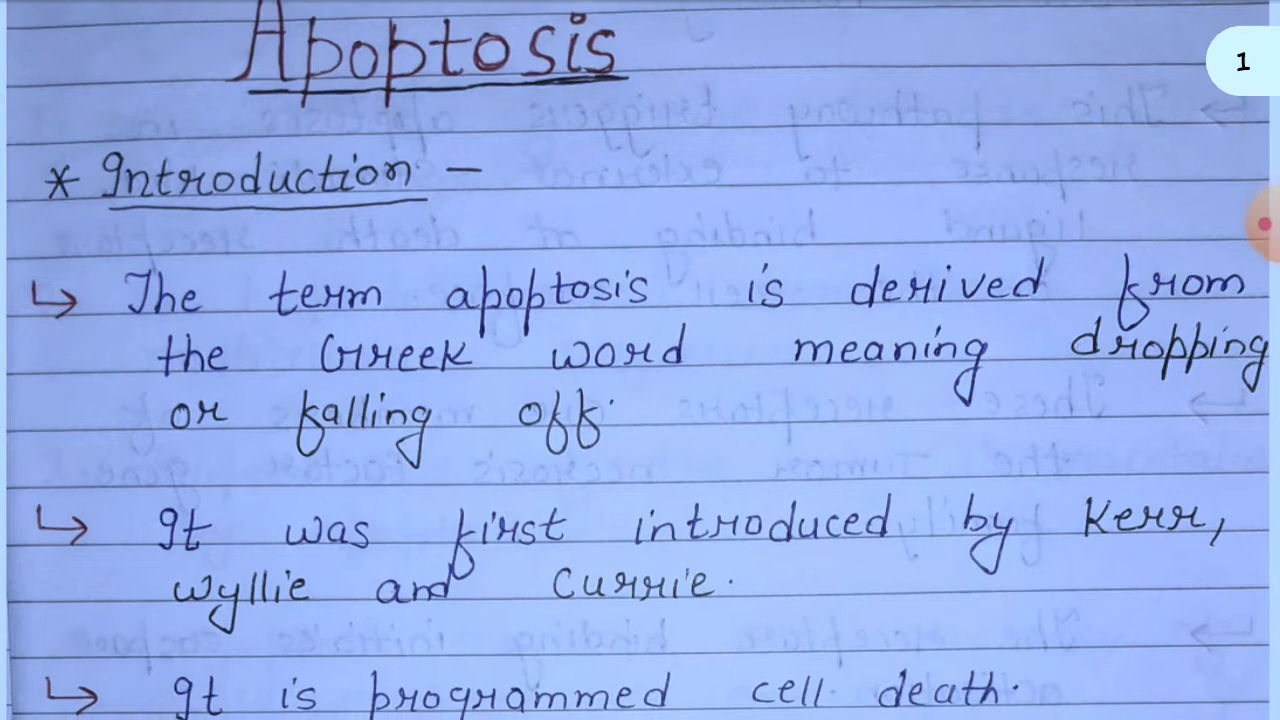 Apoptosis
1
* Introduction -
↳ The term apoptosis is derived from
the Greek word meaning dropping
or falling off.
↳ It was first introduced by Kerr,
wyllie and Currie.
↳ It is programmed cell death.